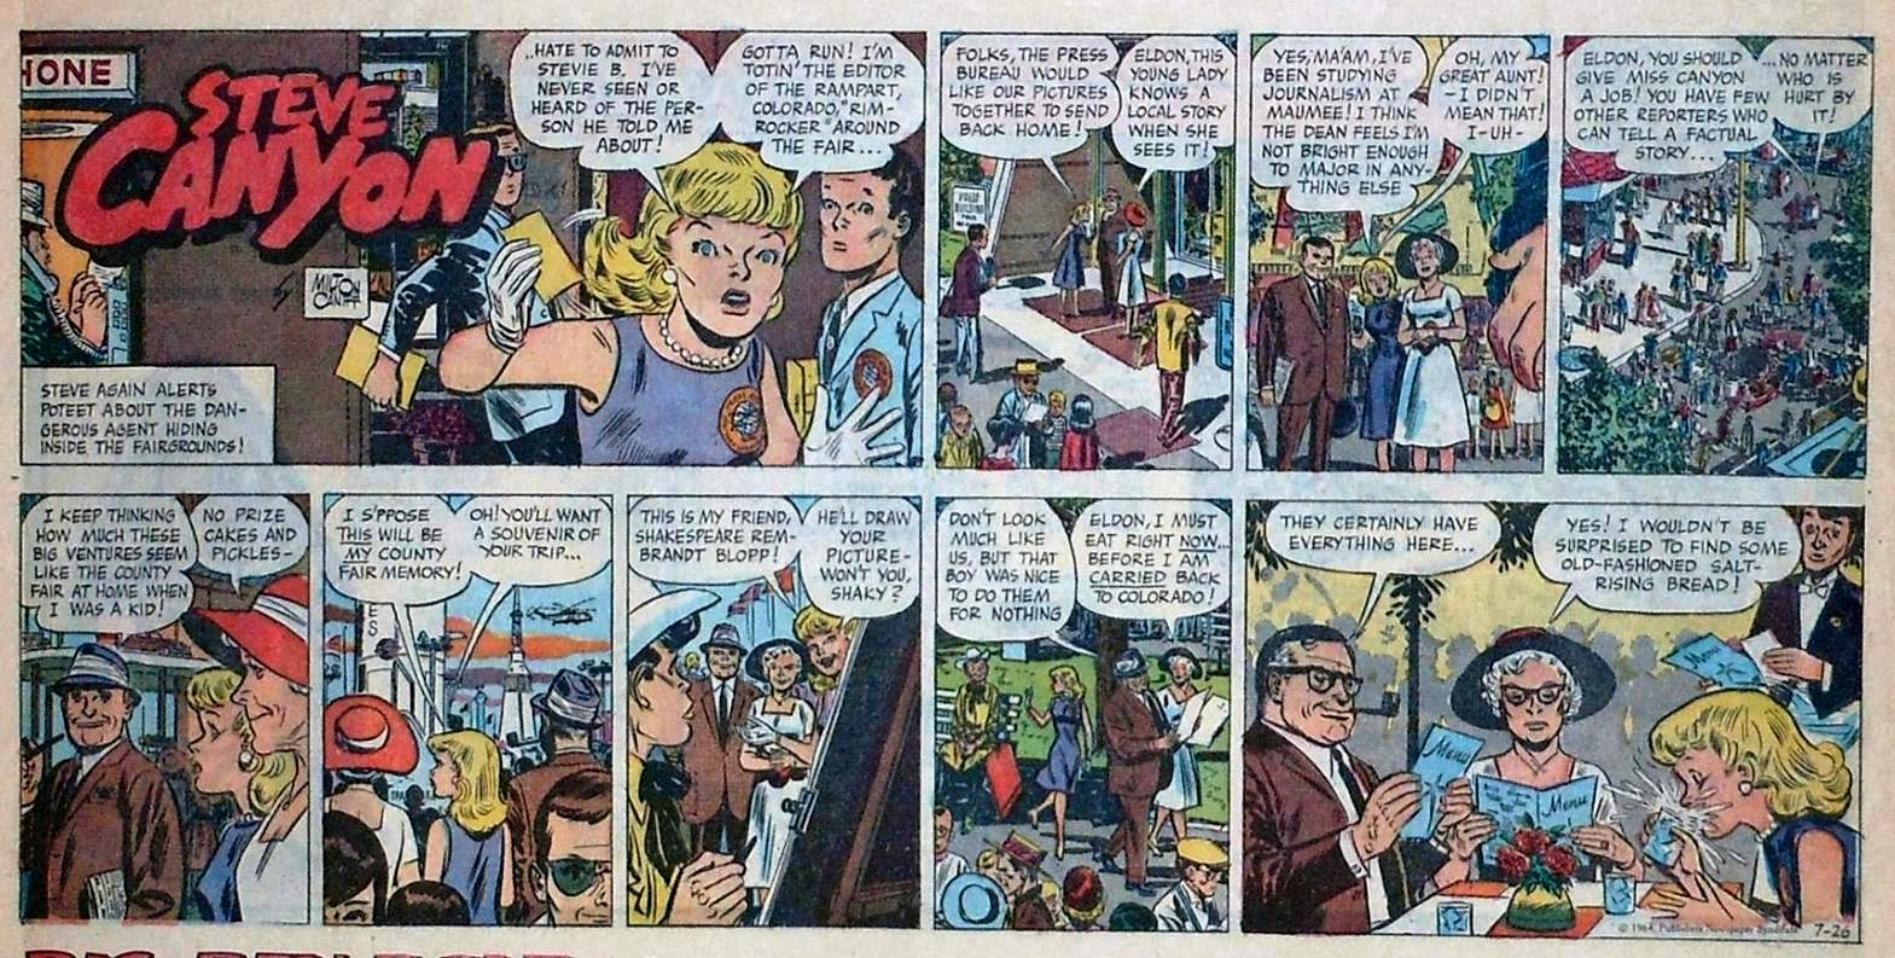 HONE
STEVE
CANYON
MILTON
CANIFF
STEVE AGAIN ALERTS
POTEET ABOUT THE DAN-
GEROUS AGENT HIDING
INSIDE THE FAIRGROUNDS!
..HATE TO ADMIT TO
STEVIE B. I'VE
NEVER SEEN OR
HEARD OF THE PER-
SON HE TOLD ME
ABOUT!
GOTTA RUN! I'M
TOTIN' THE EDITOR
OF THE RAMPART,
COLORADO, "RIM-
ROCKER" AROUND
THE FAIR...
FOLKS, THE PRESS
BUREAU WOULD
LIKE OUR PICTURES
TOGETHER TO SEND
BACK HOME!
ELDON, THIS
YOUNG LADY
KNOWS A
LOCAL STORY
WHEN SHE
SEES IT!
PRESS
BUILDING
YES, MA'AM, I'VE
BEEN STUDYING
JOURNALISM AT
MAUMEE! I THINK
THE DEAN FEELS I'M
NOT BRIGHT ENOUGH
TO MAJOR IN ANY-
THING ELSE
OH, MY
GREAT AUNT!
-I DIDN'T
MEAN THAT!
I-UH-
ELDON, YOU SHOULD
GIVE MISS CANYON
A JOB! YOU HAVE FEW
OTHER REPORTERS WHO
CAN TELL A FACTUAL
STORY...
...NO MATTER
WHO IS
HURT BY
IT!
I KEEP THINKING
HOW MUCH THESE
BIG VENTURES SEEM
LIKE THE COUNTY
FAIR AT HOME WHEN
I WAS A KID!
NO PRIZE
CAKES AND
PICKLES-
I S'PPOSE
THIS WILL BE
MY COUNTY
FAIR MEMORY!
OH! YOU'LL WANT
A SOUVENIR OF
YOUR TRIP...
E
S
THIS IS MY FRIEND,
SHAKESPEARE REM-
BRANDT BLOPP!
HE'LL DRAW
YOUR
PICTURE-
WON'T YOU,
SHAKY?
DON'T LOOK
MUCH LIKE
US, BUT THAT
BOY WAS NICE
TO DO THEM
FOR NOTHING
ELDON, I MUST
EAT RIGHT NOW...
BEFORE I AM
CARRIED BACK
TO COLORADO!
THEY CERTAINLY HAVE
EVERYTHING HERE...
YES! I WOULDN'T BE
SURPRISED TO FIND SOME
OLD-FASHIONED SALT-
RISING BREAD!
Menu
Menu
Menu
© 1964 Publishers Newspaper Syndicate
7-26